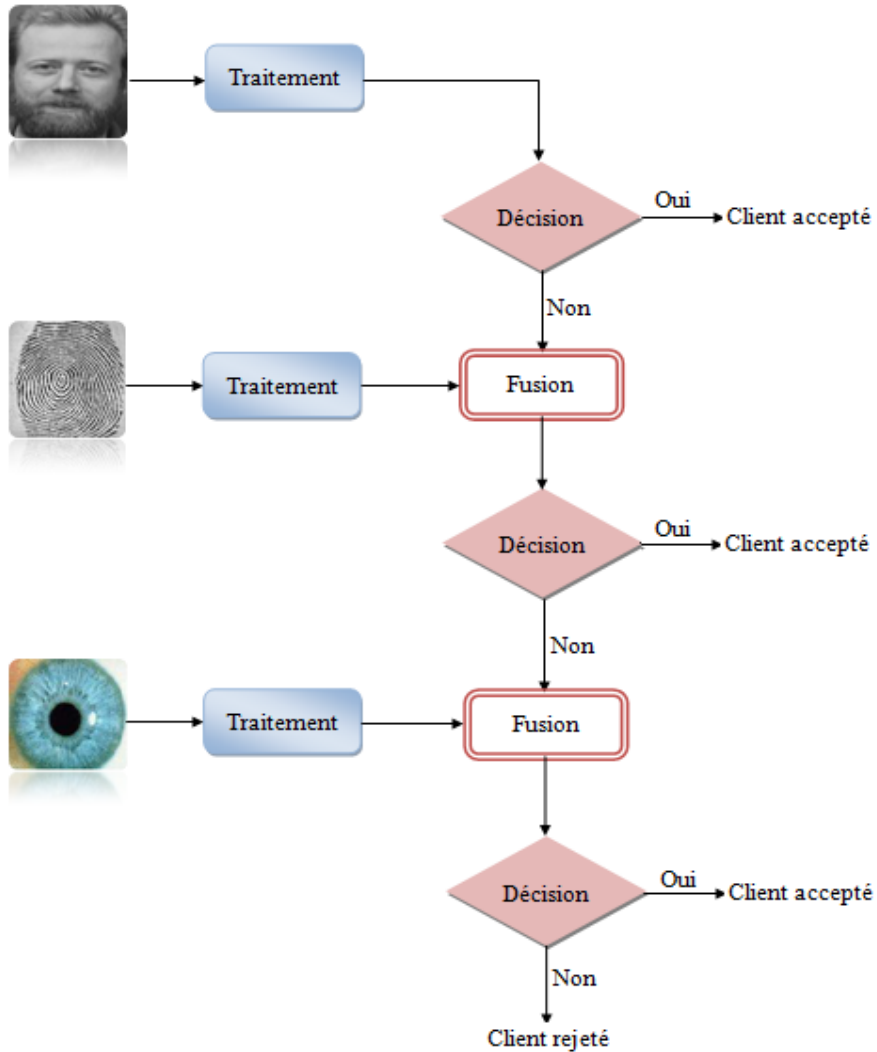 Traitement
Décision
Oui
Client accepté
Non
Traitement
Fusion
Décision
Oui
Client accepté
Non
Traitement
Fusion
Décision
Oui
Client accepté
Non
Client rejeté